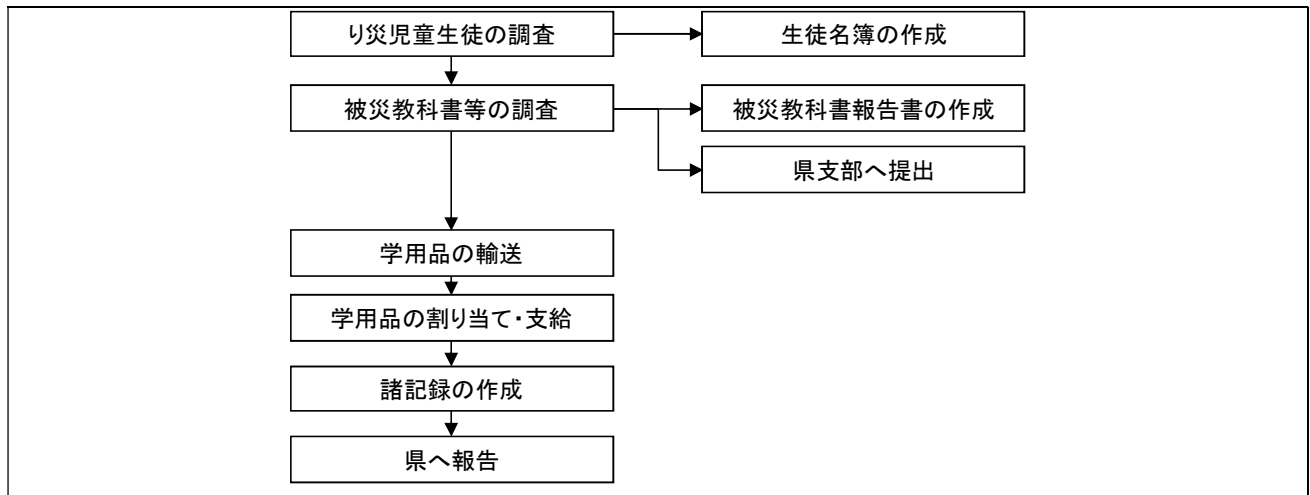 り災児童生徒の調査
生徒名簿の作成
被災教科書等の調査
被災教科書報告書の作成
県支部へ提出
学用品の輸送
学用品の割り当て・支給
諸記録の作成
県へ報告